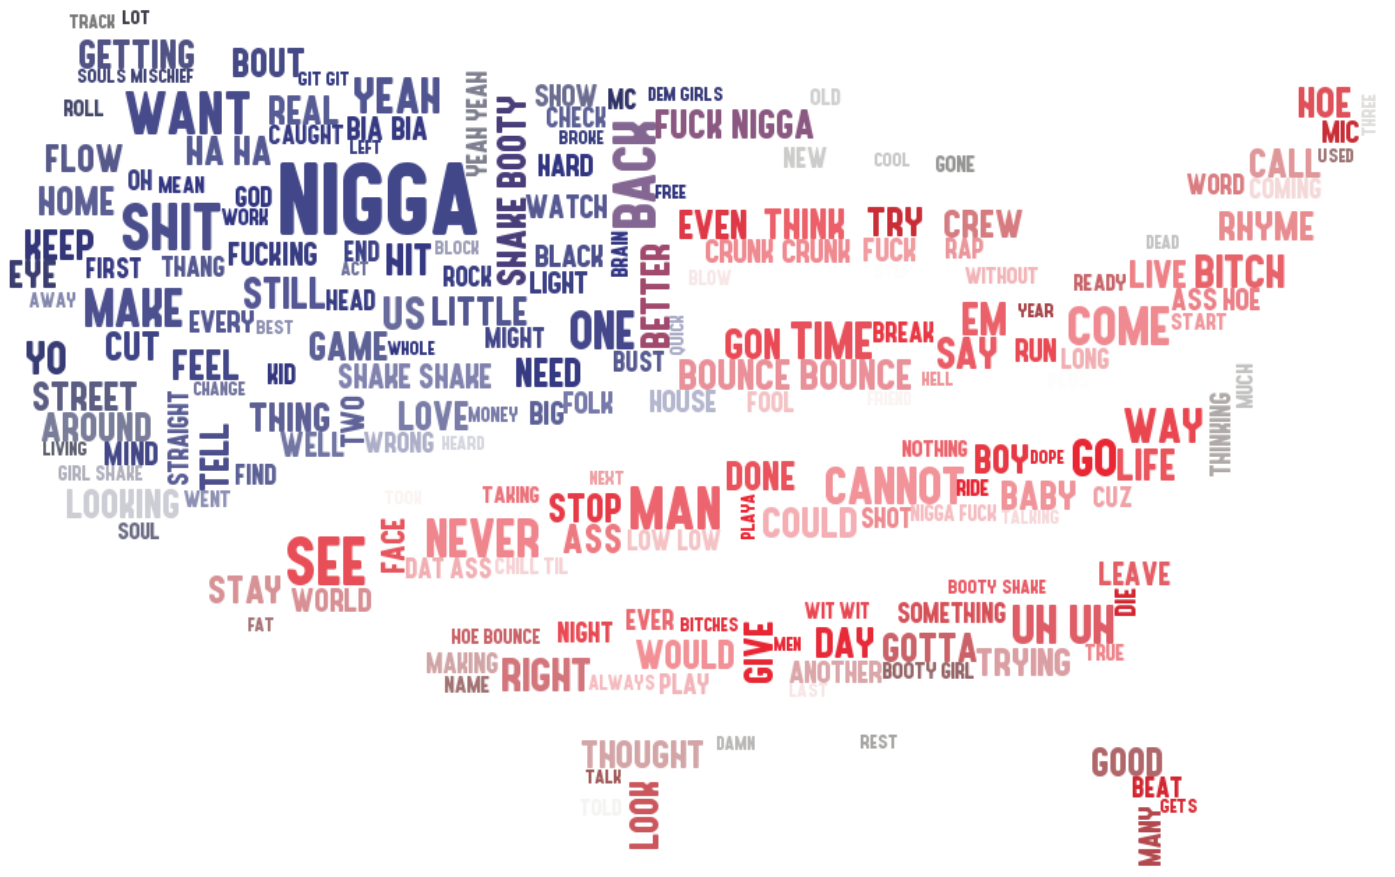 TRACK LOT
GETTING
SOULS MISCHIEF
BOUT
GIT GIT
YEAH
YEAH YEAH
SHOW
MC
DEM GIRLS
OLD
HOE
THREE
ROLL
WANT
REAL
CAUGHT
BIA BIA
LEFT
SHAKE BOOTY
CHECK
BROKE
BACK
FUCK NIGGA
MIC
FLOW
HA HA
HARD
NEW
COOL
GONE
CALL
USED
HOME
OH
MEAN
GOD
WORK
NIGGA
WATCH
FREE
WORD
COMING
SHIT
EVEN
THINK
TRY
CREW
RHYME
KEEP
EYE
FIRST
THANG
FUCKING
END
ACT
HIT
BLOCK
ROCK
BLACK
BRAIN
LIGHT
BETTER
CRUNK CRUNK
FUCK
RAP
DEAD
BLOW
WITHOUT
READY
LIVE
BITCH
AWAY
MAKE
STILL
HEAD
US
LITTLE
ASS HOE
EVERY
BEST
MIGHT
ONE
QUICK
GON
TIME
BREAK
EM
YEAR
COME
START
YO
CUT
FEEL
GAME
WHOLE
BUST
SAY
RUN
LONG
CHANGE
KID
SHAKE SHAKE
NEED
BOUNCE BOUNCE
HELL
MUCH
STREET
STRAIGHT
THING
TWO
LOVE
MONEY
BIG
FOLK
HOUSE
FOOL
FRIEND
THINKING
AROUND
LIVING
MIND
TELL
WELL
WRONG
HEARD
WAY
GIRL SHAKE
FIND
NOTHING
BOY
DOPE
GO
LIFE
LOOKING
WENT
TOOK
TAKING
NEXT
DONE
CANNOT
RIDE
BABY
CUZ
SOUL
STOP
MAN
PLAYA
COULD
SHOT
NIGGA FUCK
TALKING
SEE
FACE
NEVER
ASS
LOW LOW
DAT ASS
CHILL TIL
STAY
WORLD
BOOTY SHAKE
LEAVE
FAT
DIE
HOE BOUNCE
NIGHT
EVER
BITCHES
WIT WIT
SOMETHING
UH UH
MAKING
WOULD
GIVE
MEN
DAY
GOTTA
TRYING
TRUE
NAME
RIGHT
ALWAYS
PLAY
ANOTHER
BOOTY GIRL
LAST
THOUGHT
DAMN
REST
GOOD
TALK
TOLD
LOOK
BEAT
GETS
MANY